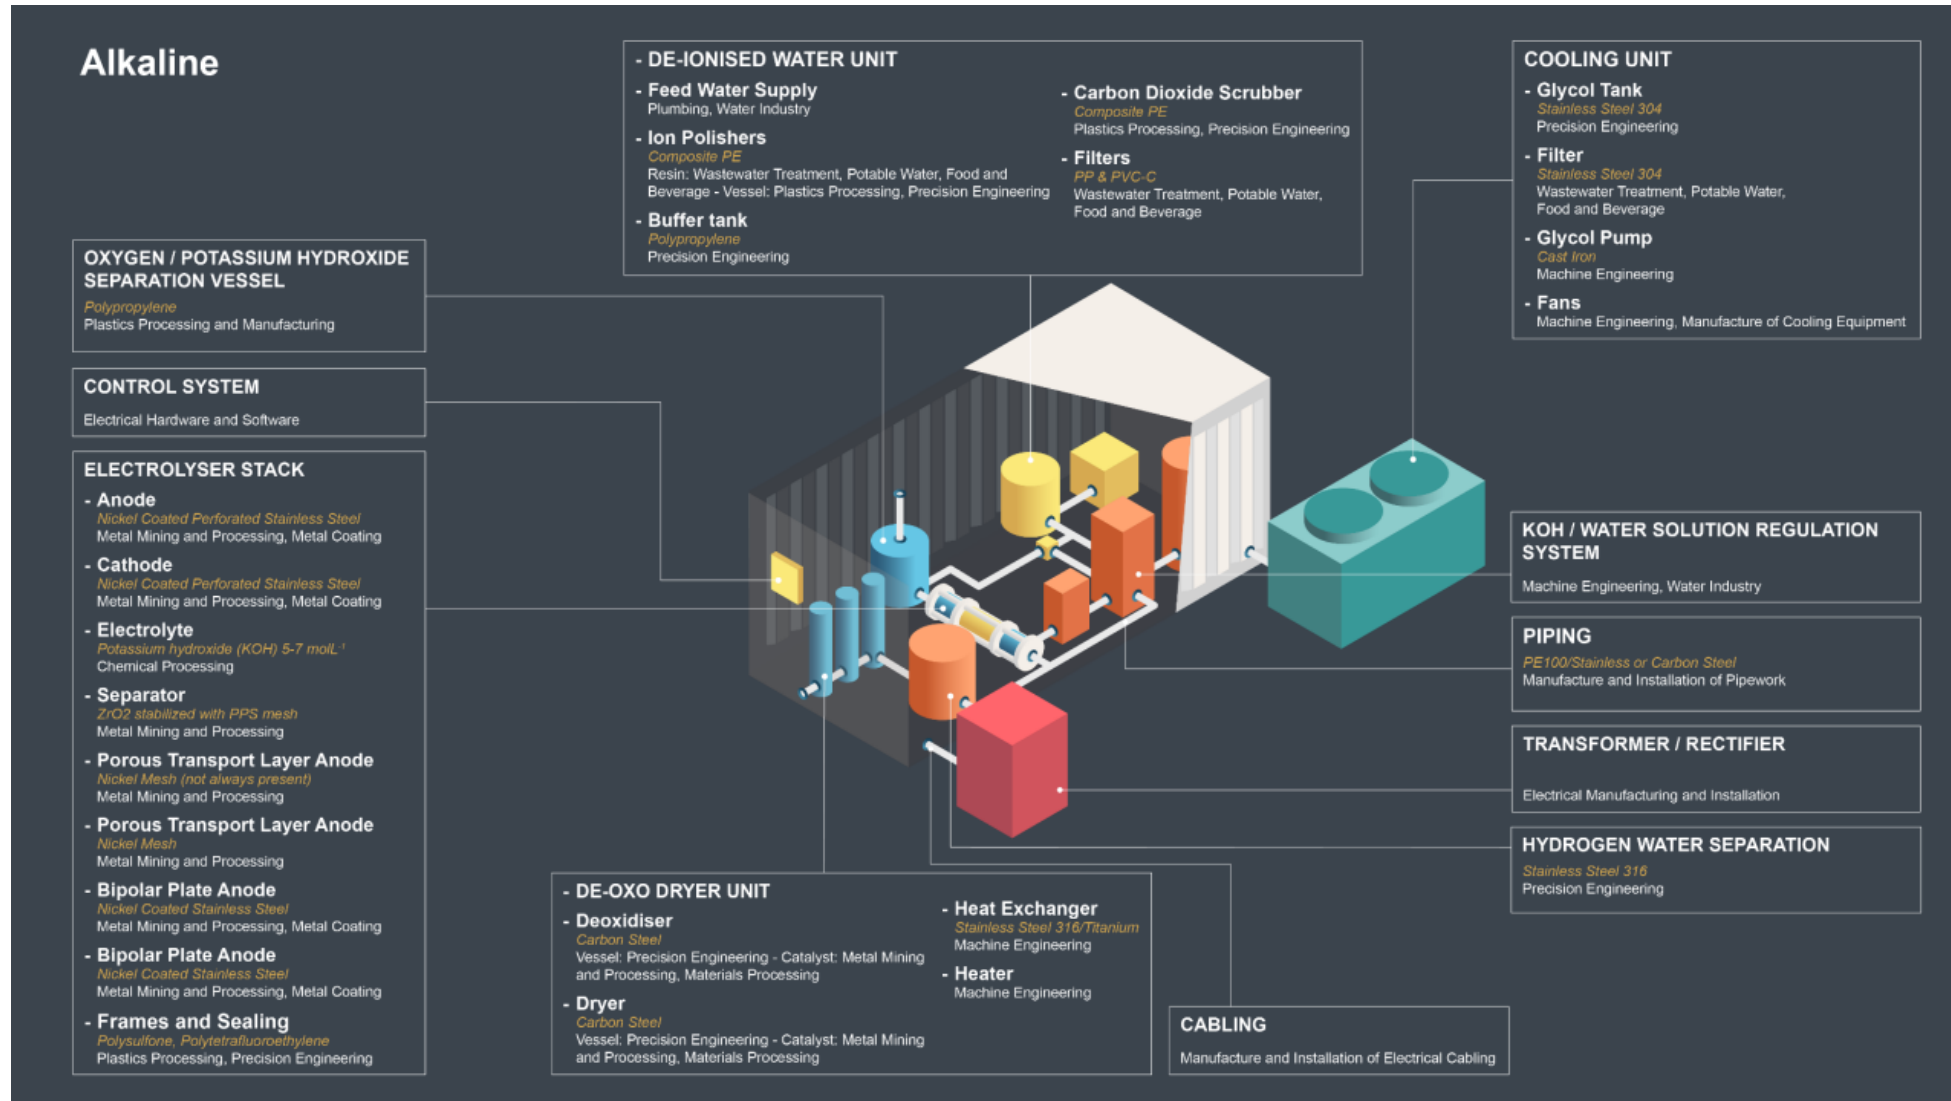 Alkaline
- DE-IONISED WATER UNIT
- Feed Water Supply
Plumbing, Water Industry
- Ion Polishers
Composite PE
Resin: Wastewater Treatment, Potable Water, Food and
Beverage - Vessel: Plastics Processing, Precision Engineering
- Buffer tank
Polypropylene
Precision Engineering
- Carbon Dioxide Scrubber
Composite PE
Plastics Processing, Precision Engineering
- Filters
PP & PVC-C
Wastewater Treatment, Potable Water,
Food and Beverage
COOLING UNIT
- Glycol Tank
Stainless Steel 304
Precision Engineering
- Filter
Stainless Steel 304
Wastewater Treatment, Potable Water,
Food and Beverage
- Glycol Pump
Cast Iron
Machine Engineering
- Fans
Machine Engineering, Manufacture of Cooling Equipment
OXYGEN / POTASSIUM HYDROXIDE
SEPARATION VESSEL
Polypropylene
Plastics Processing and Manufacturing
CONTROL SYSTEM
Electrical Hardware and Software
ELECTROLYSER STACK
- Anode
Nickel Coated Perforated Stainless Steel
Metal Mining and Processing, Metal Coating
- Cathode
Nickel Coated Perforated Stainless Steel
Metal Mining and Processing, Metal Coating
- Electrolyte
Potassium hydroxide (KOH) 5-7 molL⁻¹
Chemical Processing
- Separator
ZrO2 stabilized with PPS mesh
Metal Mining and Processing
- Porous Transport Layer Anode
Nickel Mesh (not always present)
Metal Mining and Processing
- Porous Transport Layer Anode
Nickel Mesh
Metal Mining and Processing
- Bipolar Plate Anode
Nickel Coated Stainless Steel
Metal Mining and Processing, Metal Coating
- Bipolar Plate Anode
Nickel Coated Stainless Steel
Metal Mining and Processing, Metal Coating
- Frames and Sealing
Polysulfone, Polytetrafluoroethylene
Plastics Processing, Precision Engineering
KOH / WATER SOLUTION REGULATION
SYSTEM
Machine Engineering, Water Industry
PIPING
PE100/Stainless or Carbon Steel
Manufacture and Installation of Pipework
TRANSFORMER / RECTIFIER
Electrical Manufacturing and Installation
HYDROGEN WATER SEPARATION
Stainless Steel 316
Precision Engineering
- DE-OXO DRYER UNIT
- Deoxidiser
Carbon Steel
Vessel: Precision Engineering - Catalyst: Metal Mining
and Processing, Materials Processing
- Dryer
Carbon Steel
Vessel: Precision Engineering - Catalyst: Metal Mining
and Processing, Materials Processing
- Heat Exchanger
Stainless Steel 316/Titanium
Machine Engineering
- Heater
Machine Engineering
CABLING
Manufacture and Installation of Electrical Cabling